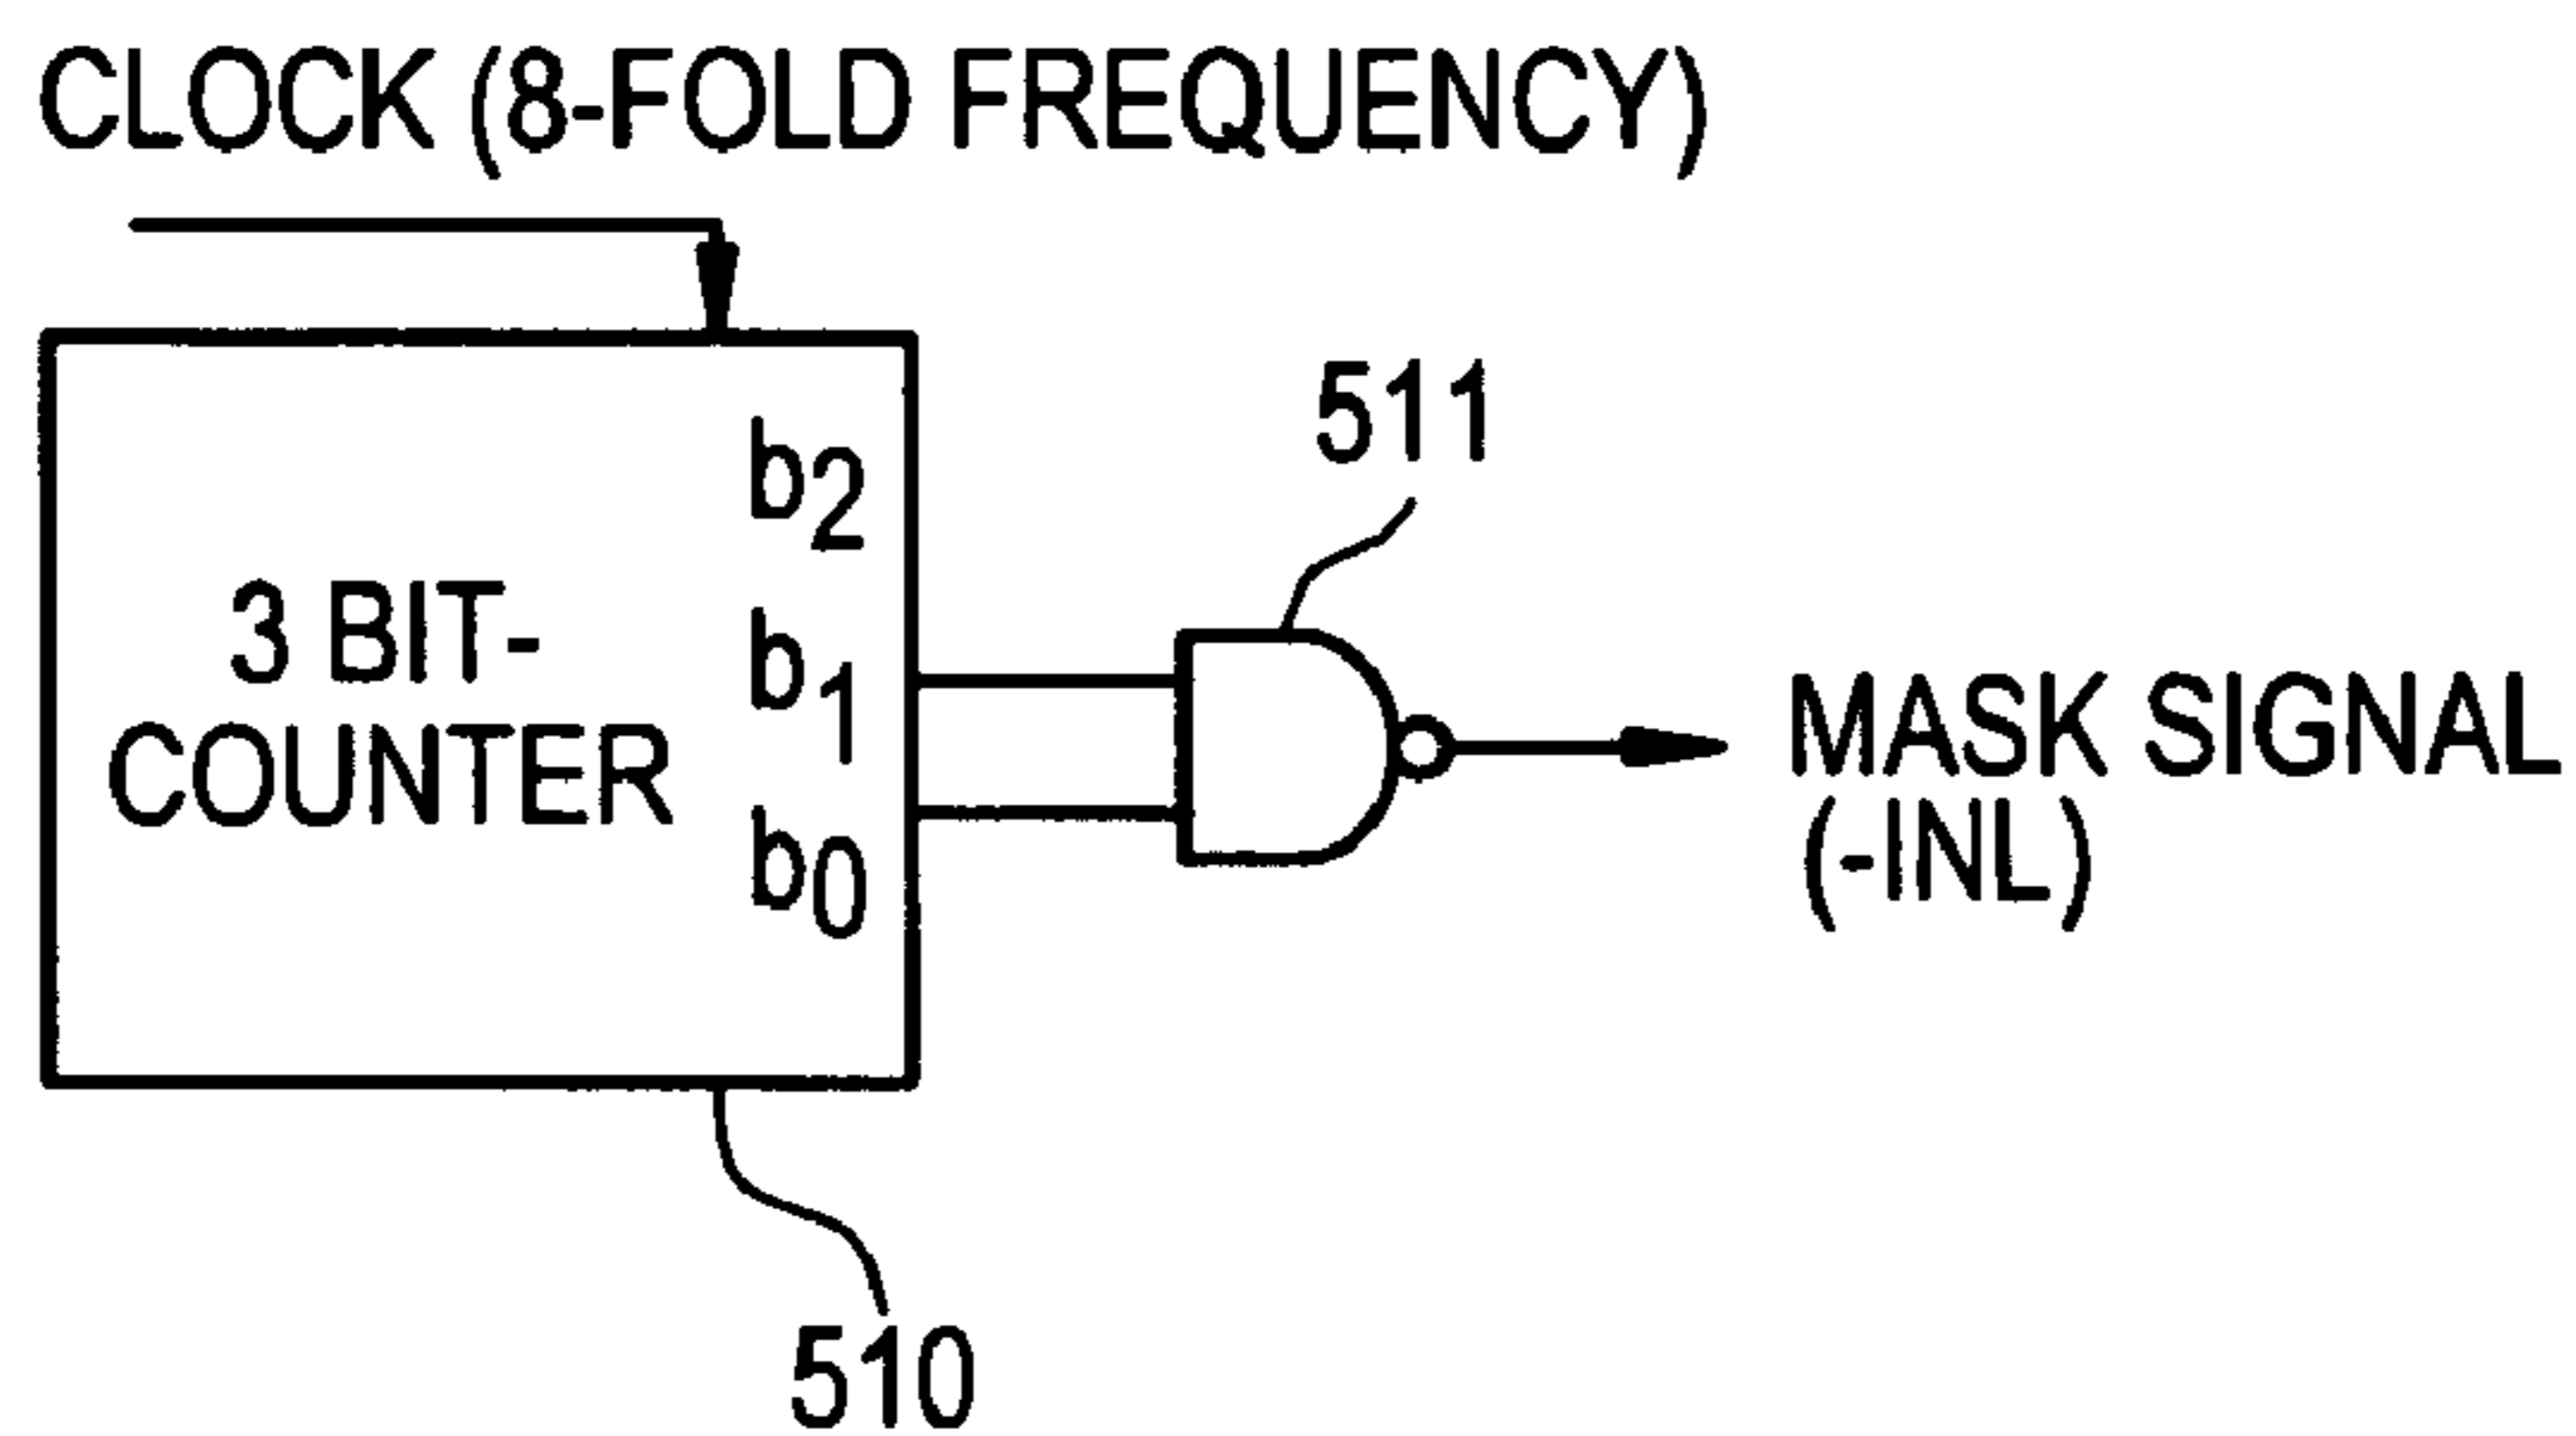 CLOCK (8-FOLD FREQUENCY)
b2
511
3 BIT-
b1
COUNTER
MASK SIGNAL
b0
(-INL)
510